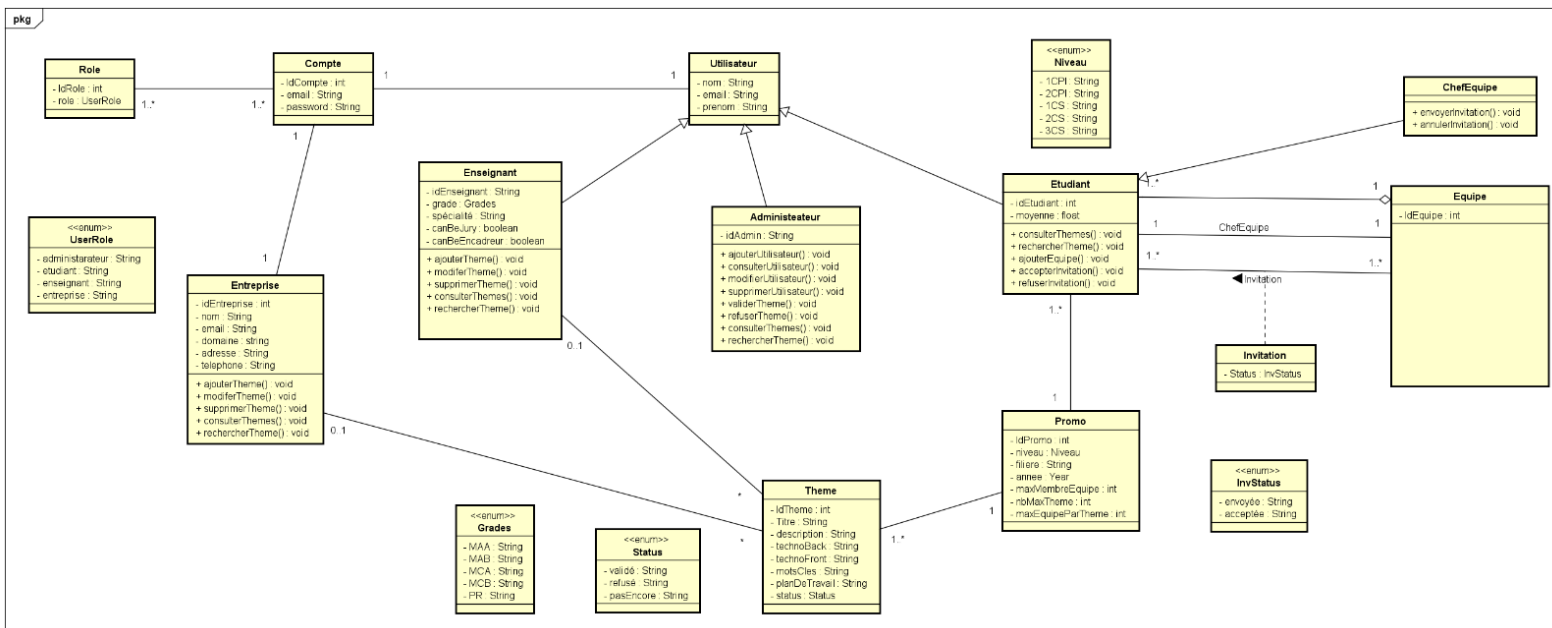 pkg
Role
- IdRole : int
- role : UserRole
1..*
1..*
Compte
- IdCompte : int
- email : String
- password : String
1
1
1
Utilisateur
- nom : String
- email : String
- prenom : String
<<enum>>
Niveau
- 1CPI : String
- 2CPI : String
- 1CS : String
- 2CS : String
- 3CS : String
ChefEquipe
+ envoyerInvitation() : void
+ annulerInvitation() : void
<<enum>>
UserRole
- administarateur : String
- etudiant : String
- enseignant : String
- entreprise : String
1
Entreprise
- idEntreprise : int
- nom : String
- email : String
- domaine : string
- adresse : String
- telephone : String
+ ajouterTheme() : void
+ modiferTheme() : void
+ supprimerTheme() : void
+ consulterThemes() : void
+ rechercherTheme() : void
0..1
Enseignant
- idEnseignant : String
- grade : Grades
- spécialité : String
- canBeJury : boolean
- canBeEncadreur : boolean
+ ajouterTheme() : void
+ modiferTheme() : void
+ supprimerTheme() : void
+ consulterThemes() : void
+ rechercherTheme() : void
0..1
Administeateur
- idAdmin : String
+ ajouterUtilisateur() : void
+ consulterUtilisateur() : void
+ modifierUtilisateur() : void
+ supprimerUtilisateur() : void
+ validerTheme() : void
+ refuserTheme() : void
+ consulterThemes() : void
+ rechercherTheme() : void
Etudiant
- idEtudiant : int
- moyenne : float
+ consulterThemes() : void
+ rechercherTheme() : void
+ ajouterEquipe() : void
+ accepterInvitation() : void
+ refuserInvitation() : void
1..*
1
1
ChefEquipe
1
1..*
1..*
Invitation
Equipe
- IdEquipe : int
Invitation
- Status : InvStatus
1..*
1
Promo
- IdPromo : int
- niveau : Niveau
- filiere : String
- annee : Year
- maxMembreEquipe : int
- nbMaxTheme : int
- maxEquipeParTheme : int
1
1..*
<<enum>>
InvStatus
- envoyée : String
- acceptée : String
<<enum>>
Grades
- MAA : String
- MAB : String
- MCA : String
- MCB : String
- PR : String
<<enum>>
Status
- validé : String
- refusé : String
- pasEncore : String
*
*
Theme
- IdTheme : int
- Titre : String
- description : String
- technoBack : String
- technoFront : String
- motsCles : String
- planDeTravail : String
- status : Status